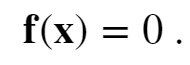 f(x) = 0 .